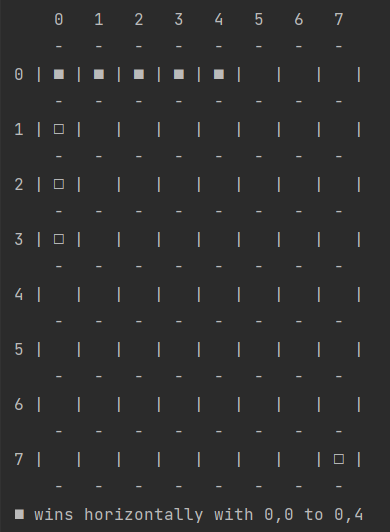 0 1 2 3 4 5 6 7
- - - - - - - -
0 | ■ | ■ | ■ | ■ | ■ |   |   |   |
- - - - - - - -
1 | □ |   |   |   |   |   |   |   |
- - - - - - - -
2 | □ |   |   |   |   |   |   |   |
- - - - - - - -
3 | □ |   |   |   |   |   |   |   |
- - - - - - - -
4 |   |   |   |   |   |   |   |   |
- - - - - - - -
5 |   |   |   |   |   |   |   |   |
- - - - - - - -
6 |   |   |   |   |   |   |   |   |
- - - - - - - -
7 |   |   |   |   |   |   |   | □ |
- - - - - - - -
■ wins horizontally with 0,0 to 0,4